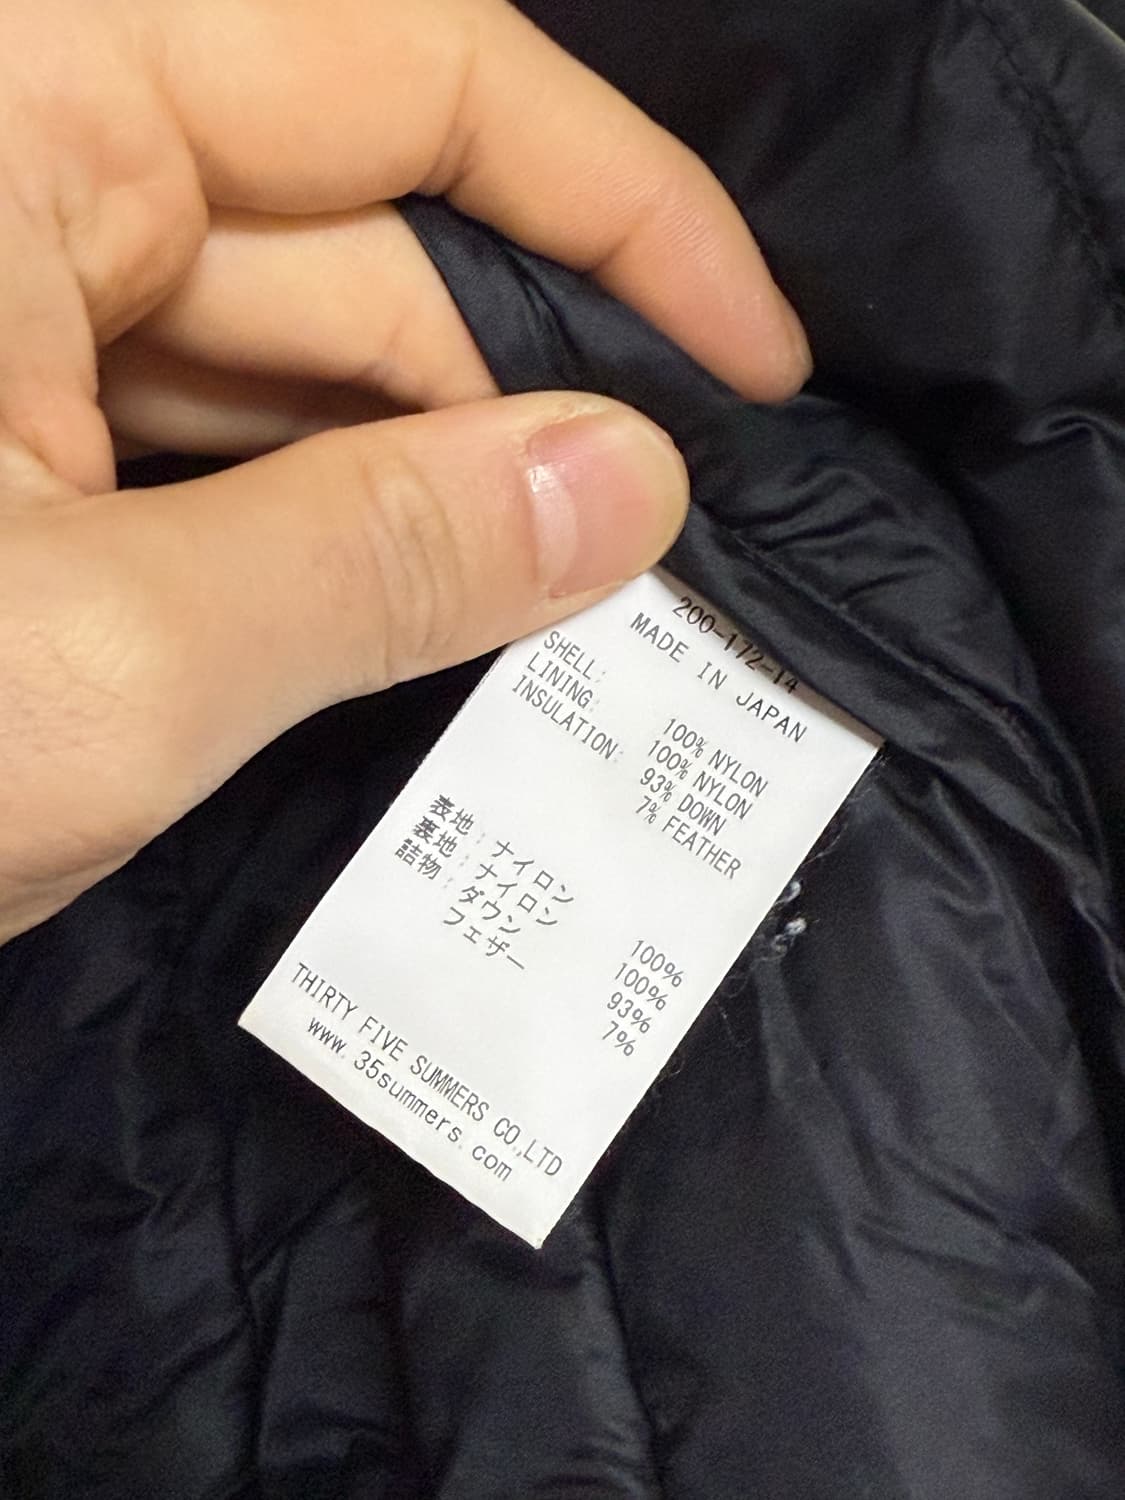 200-172-14
MADE IN JAPAN
SHELL: 100% NYLON
LINING: 100% NYLON
INSULATION: 93% DOWN
7% FEATHER
表地:ナイロン 100%
裏地:ナイロン 100%
詰物:ダウン 93%
フェザー 7%
THIRTY FIVE SUMMERS CO.,LTD
www.35summers.com